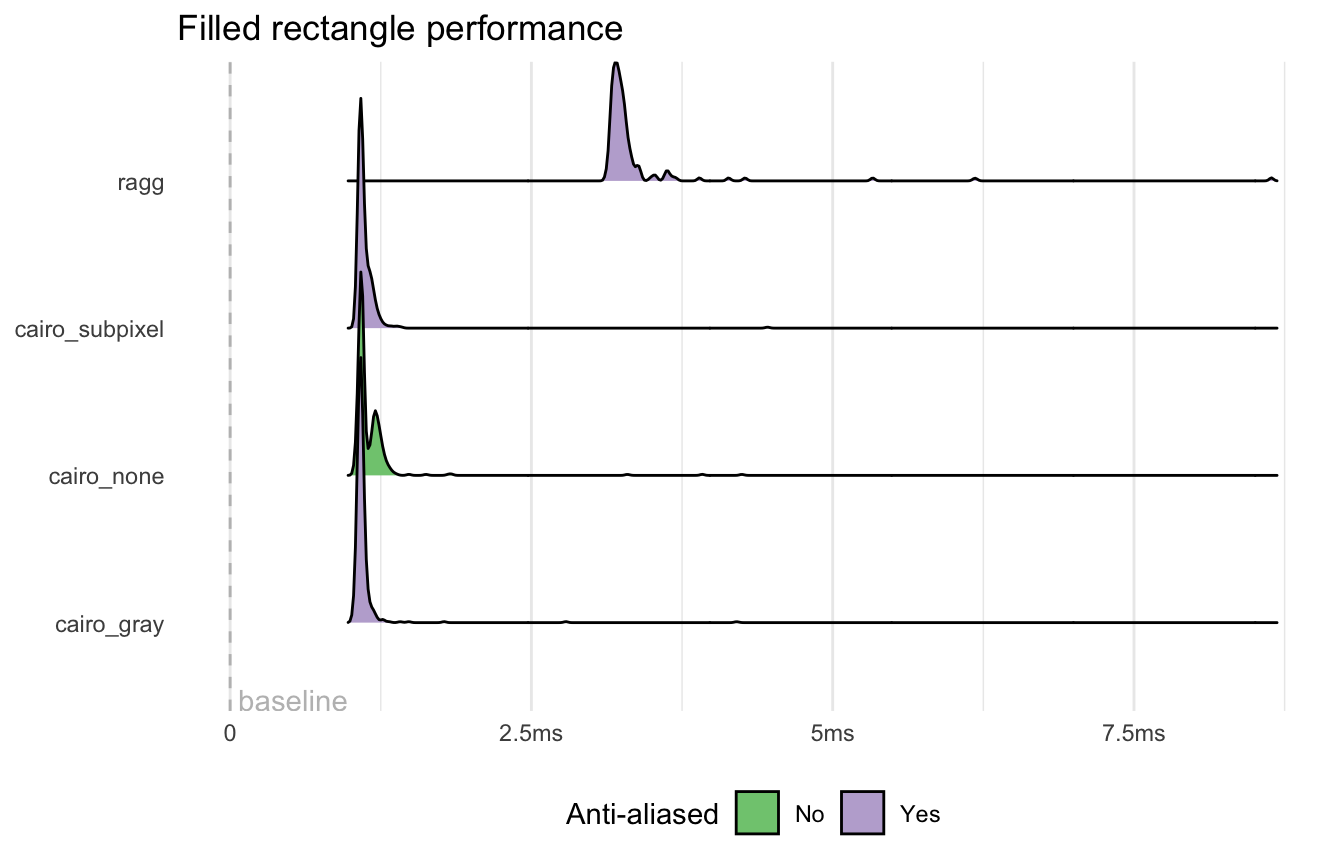 Filled rectangle performance
ragg
cairo_subpixel
cairo_none
cairo_gray
baseline
0 2.5ms 5ms 7.5ms
Anti-aliased No Yes